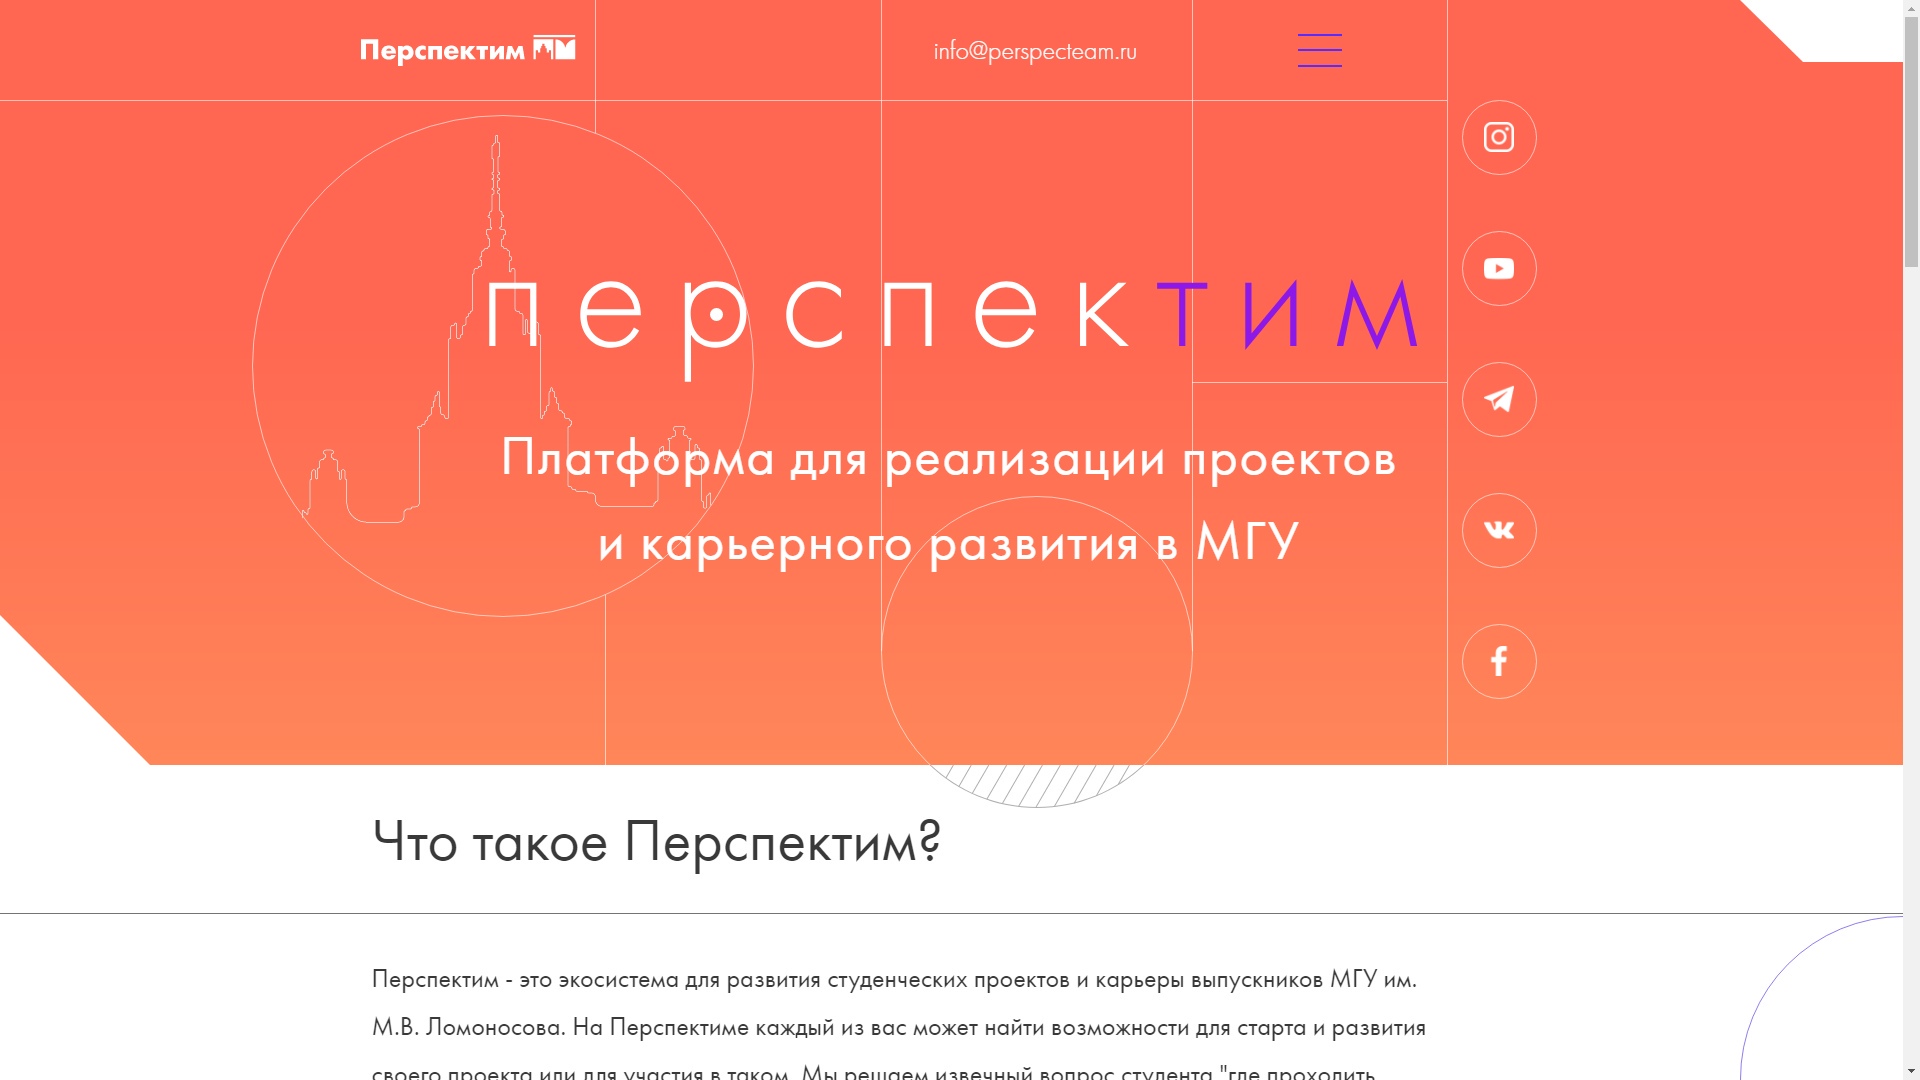 Перспектим
info@perspecteam.ru
перспектим
Платформа для реализации проектов
и карьерного развития в МГУ
Что такое Перспектим?
Перспектим - это экосистема для развития студенческих проектов и карьеры выпускников МГУ им.
М.В. Ломоносова. На Перспектиме каждый из вас может найти возможности для старта и развития
своего проекта или для участия в таком. Мы решаем извечный вопрос студента "где проходить